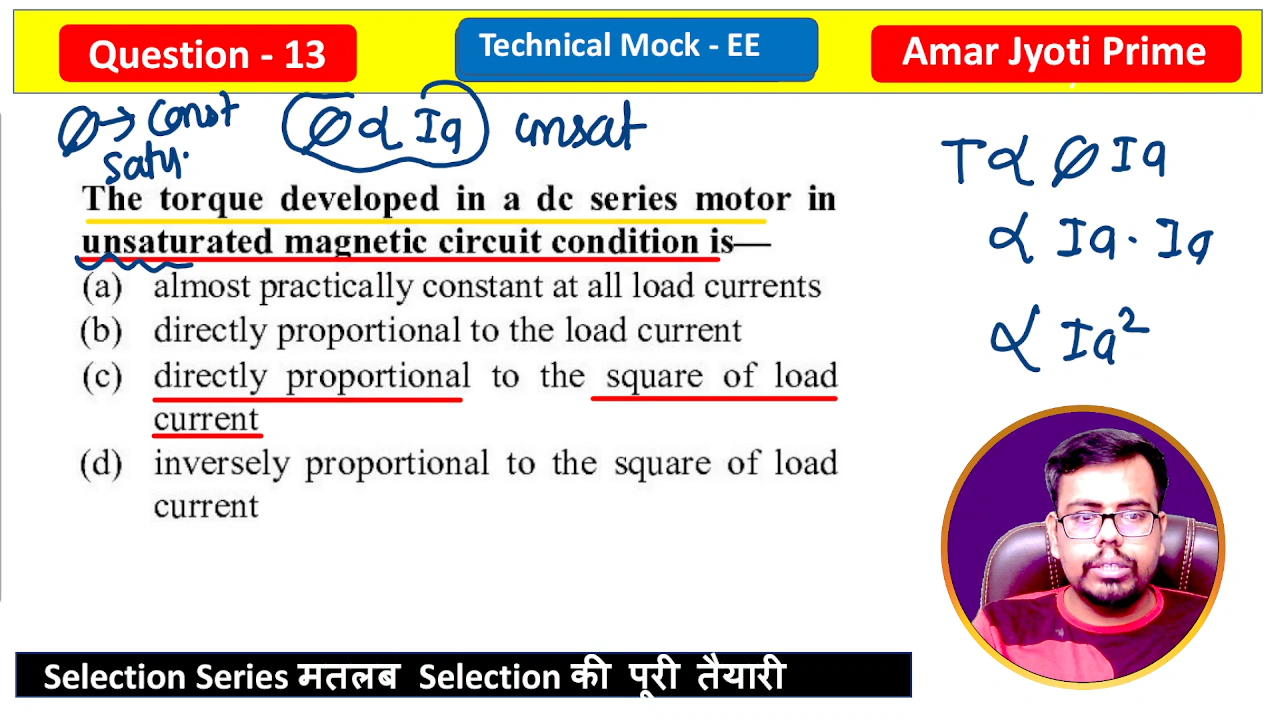 Question - 13
Technical Mock - EE
Amar Jyoti Prime
Ø → Const
satu.
Ø ∝ Ia unsat
T ∝ Ø Ia
∝ Ia . Ia
∝ Ia²
The torque developed in a dc series motor in
unsaturated magnetic circuit condition is—
(a) almost practically constant at all load currents
(b) directly proportional to the load current
(c) directly proportional to the square of load
current
(d) inversely proportional to the square of load
current
Selection Series मतलब Selection की पूरी तैयारी